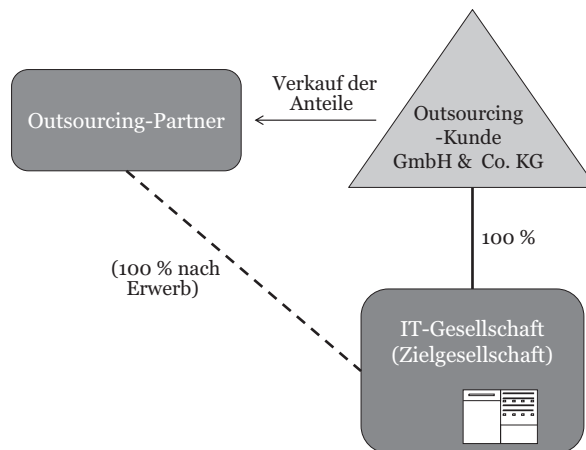 Verkauf der
Anteile
Outsourcing-Partner
Outsourcing
-Kunde
GmbH & Co. KG
100 %
(100 % nach
Erwerb)
IT-Gesellschaft
(Zielgesellschaft)